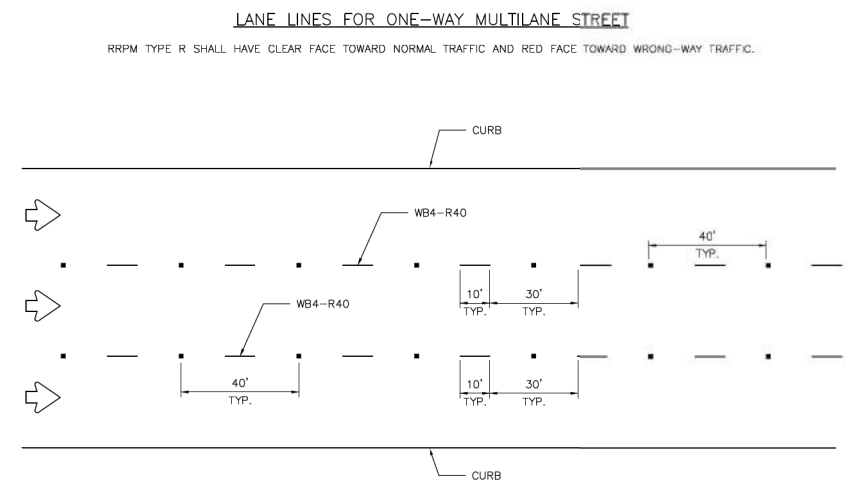 LANE LINES FOR ONE-WAY MULTILANE STREET
RRPM TYPE R SHALL HAVE CLEAR FACE TOWARD NORMAL TRAFFIC AND RED FACE TOWARD WRONG-WAY TRAFFIC.
CURB
WB4-R40
40'
TYP.
10'
TYP.
30'
TYP.
WB4-R40
40'
TYP.
10'
TYP.
30'
TYP.
CURB